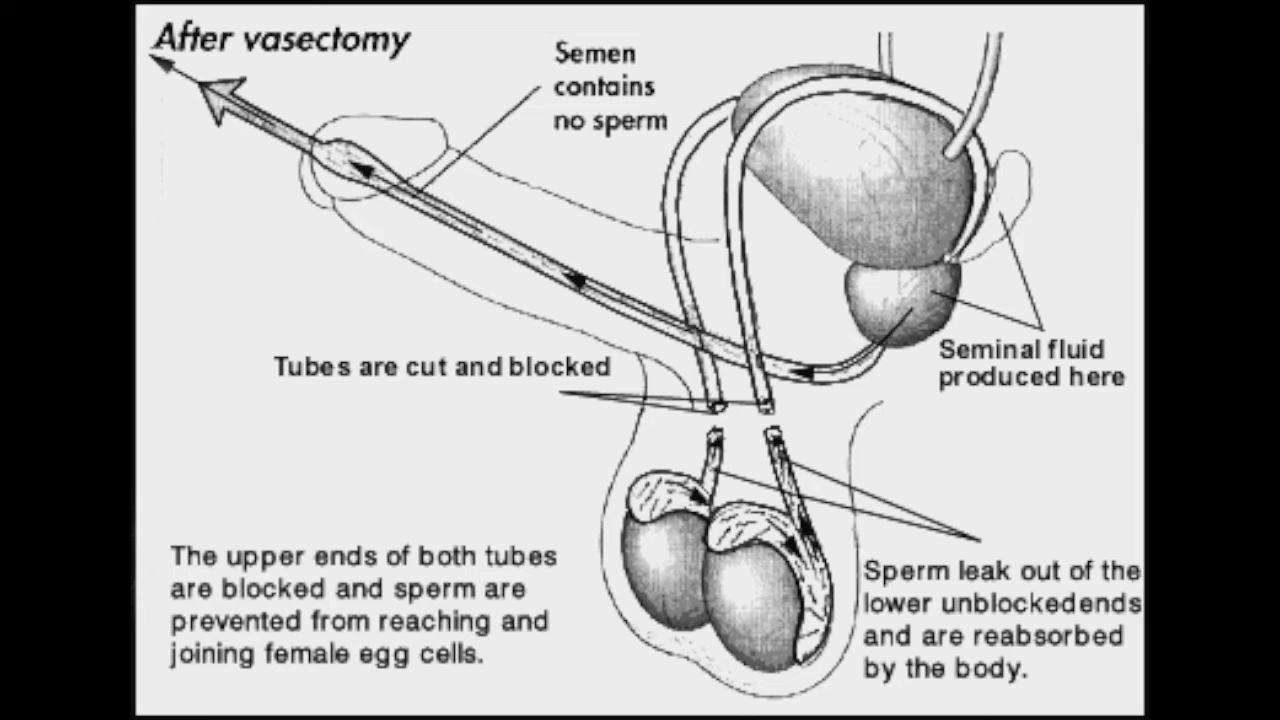 After vasectomy
Semen
contains
no sperm
Tubes are cut and blocked
Seminal fluid
produced here
The upper ends of both tubes
are blocked and sperm are
prevented from reaching and
joining female egg cells.
Sperm leak out of the
lower unblockedends
and are reabsorbed
by the body.